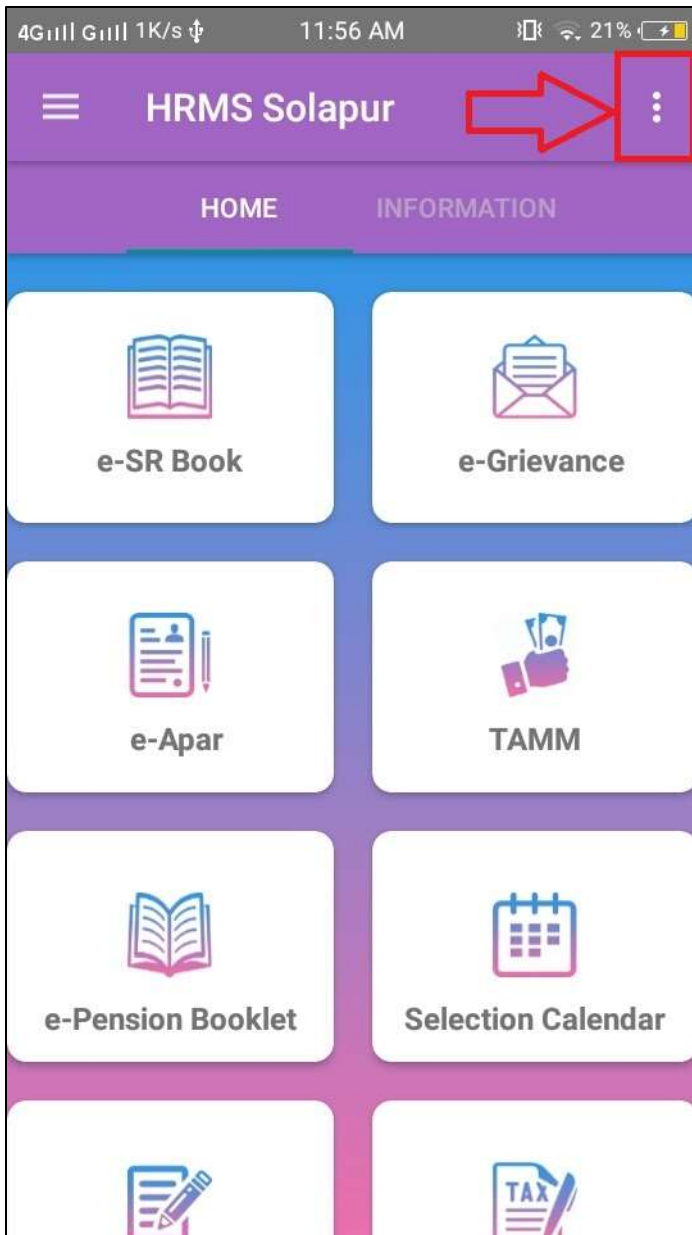 4G G 1K/s 11:56 AM 21%
HRMS Solapur
HOME INFORMATION
e-SR Book e-Grievance
e-Apar TAMM
e-Pension Booklet Selection Calendar
TAX